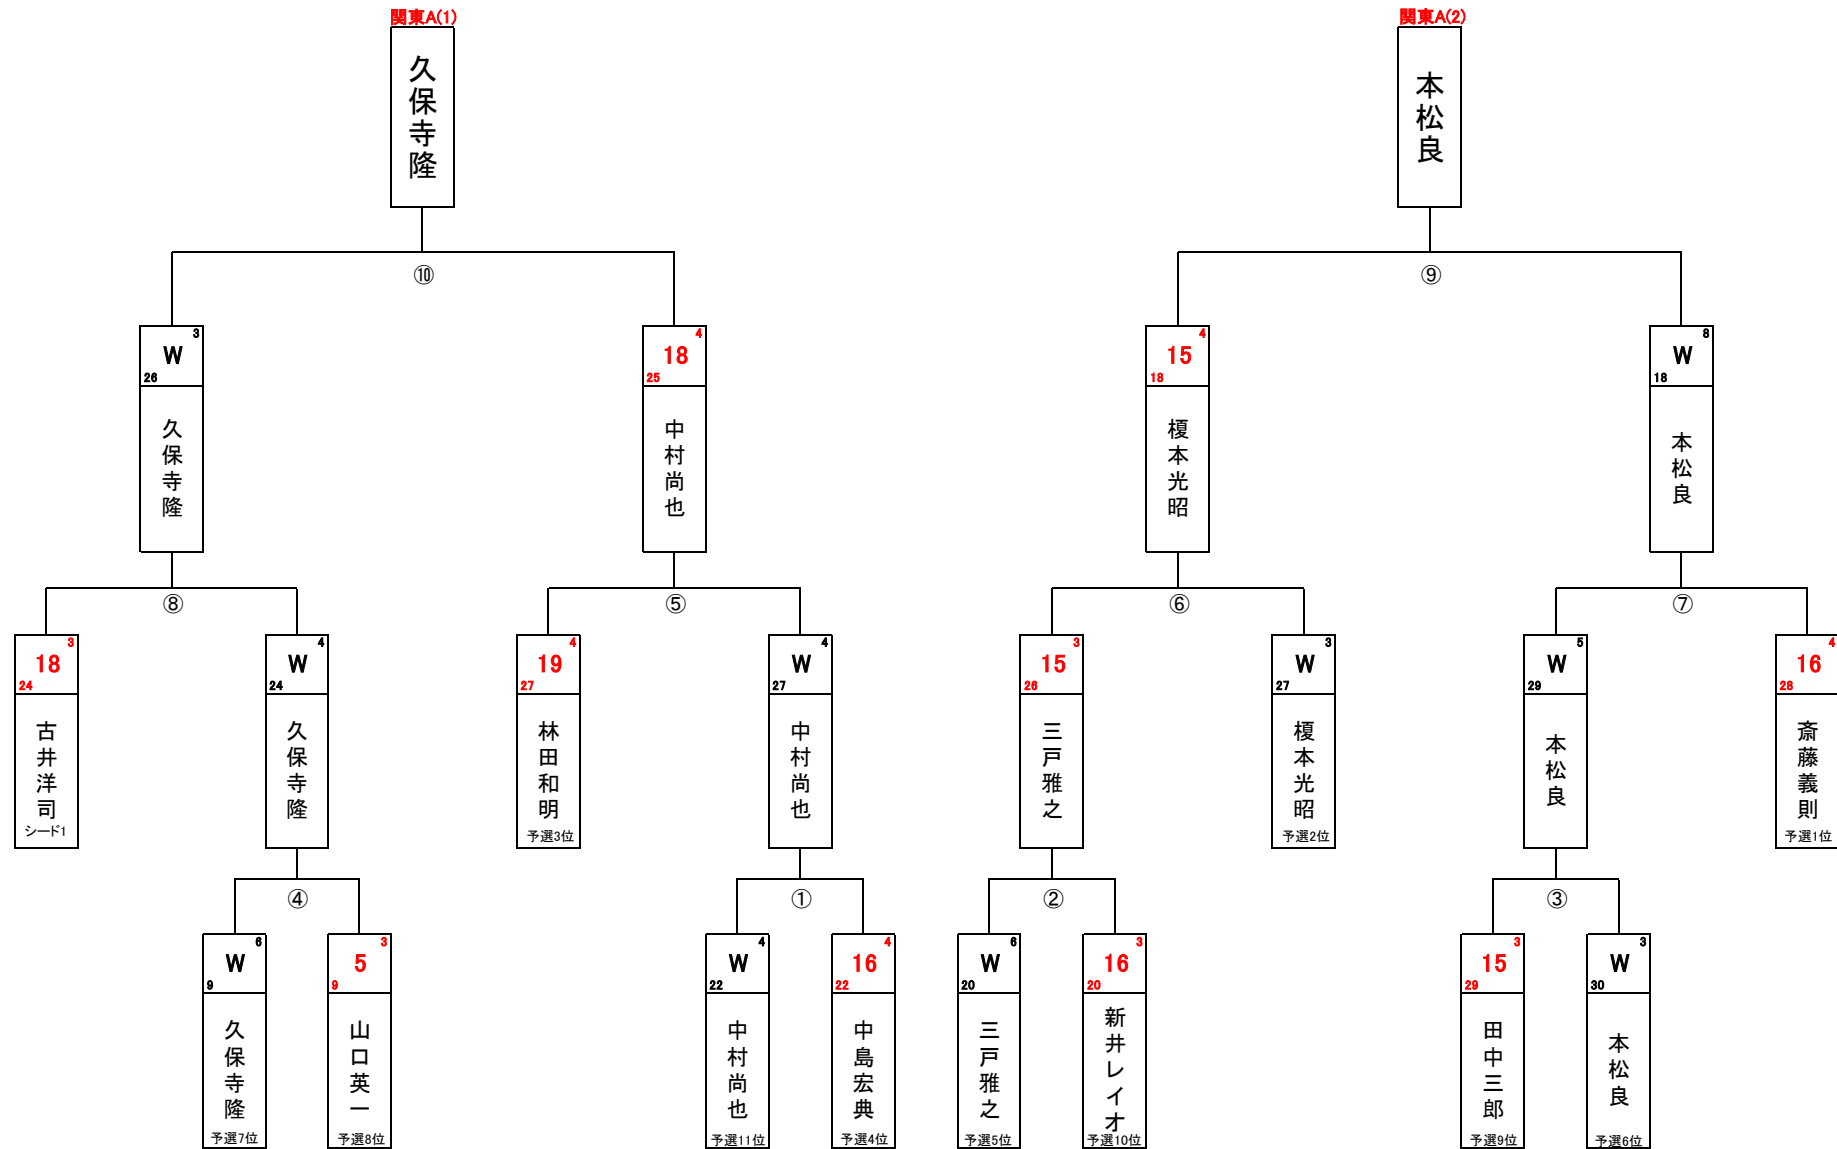 関東A(1)
久保寺隆
⑩
関東A(2)
本松良
⑨
3
W
26
久保寺隆
⑧
4
18
25
中村尚也
⑤
4
15
18
榎本光昭
⑥
8
W
18
本松良
⑦
3
18
24
古井洋司
シード1
4
W
24
久保寺隆
④
4
19
27
林田和明
予選3位
4
W
27
中村尚也
①
3
15
26
三戸雅之
②
3
W
27
榎本光昭
予選2位
5
W
29
本松良
③
4
16
28
斎藤義則
予選1位
6
W
9
久保寺隆
予選7位
3
5
9
山口英一
予選8位
4
W
22
中村尚也
予選11位
4
16
22
中島宏典
予選4位
6
W
20
三戸雅之
予選5位
3
16
20
新井レイオ
予選10位
3
15
29
田中三郎
予選9位
3
W
30
本松良
予選6位